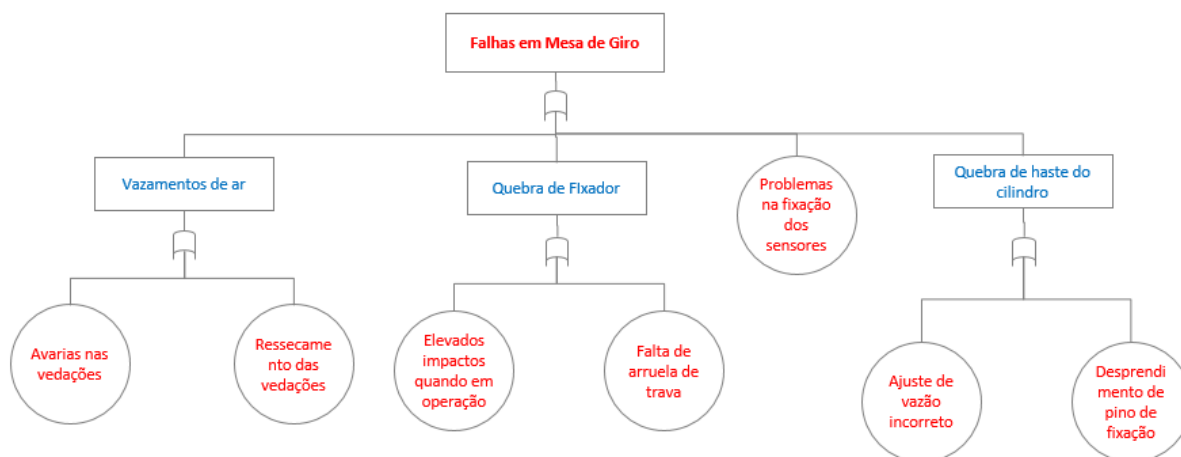 Falhas em Mesa de Giro
Vazamentos de ar
Quebra de FIxador
Problemas
na fixação
dos
sensores
Quebra de haste do
cilindro
Avarias nas
vedações
Ressecame
nto das
vedações
Elevados
impactos
quando em
operação
Falta de
arruela de
trava
Ajuste de
vazão
incorreto
Desprendi
mento de
pino de
fixação